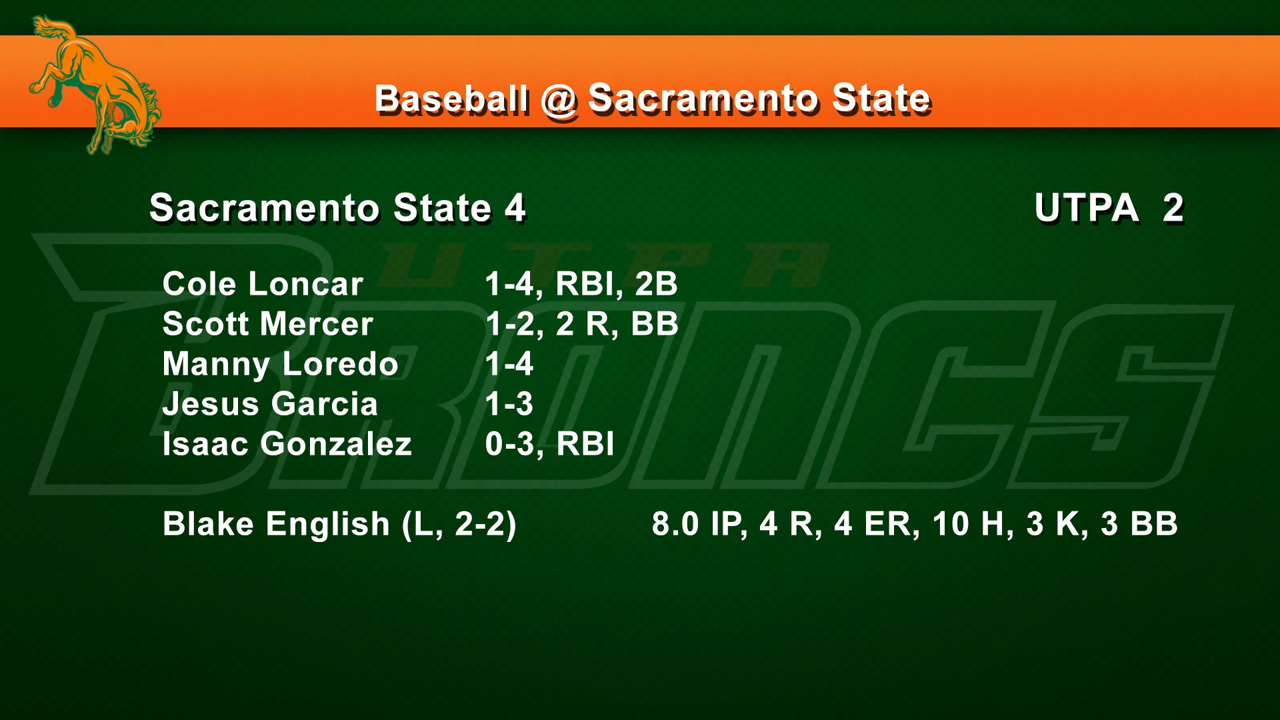 Baseball @ Sacramento State
Sacramento State 4 UTPA 2
UTPA
BRONCS
Cole Loncar 1-4, RBI, 2B
Scott Mercer 1-2, 2 R, BB
Manny Loredo 1-4
Jesus Garcia 1-3
Isaac Gonzalez 0-3, RBI
Blake English (L, 2-2) 8.0 IP, 4 R, 4 ER, 10 H, 3 K, 3 BB